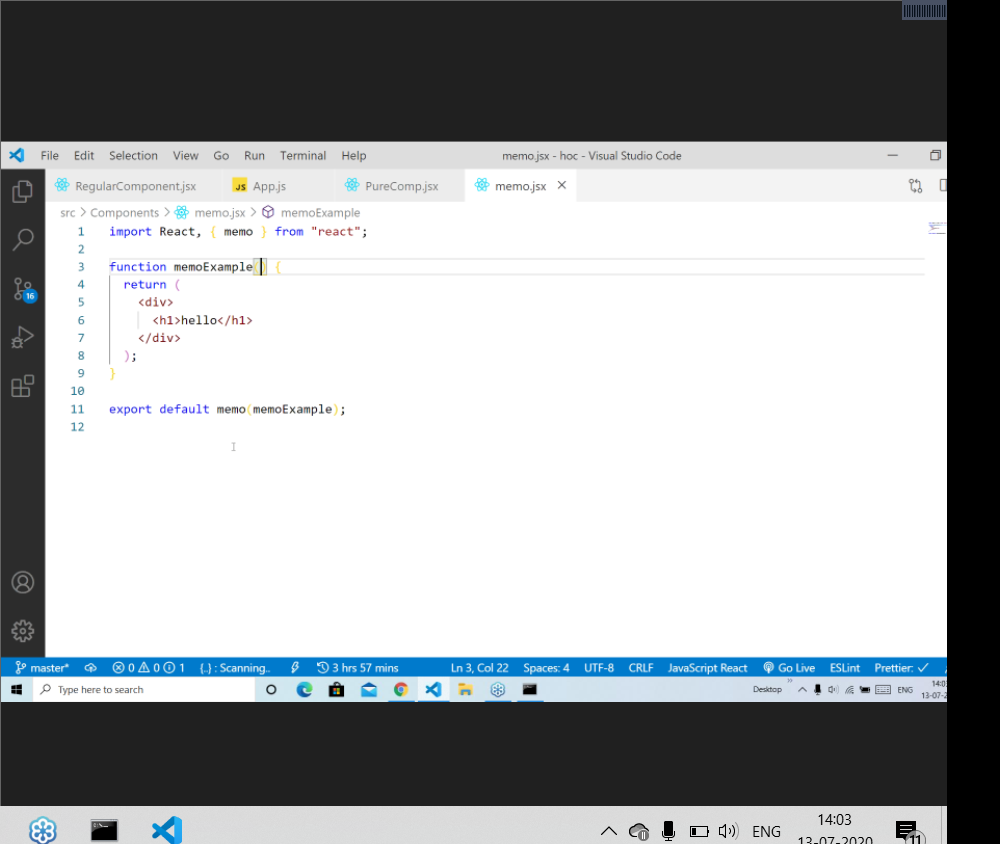 File Edit Selection View Go Run Terminal Help memo.jsx - hoc - Visual Studio Code
RegularComponent.jsx JS App.js PureComp.jsx memo.jsx
src > Components > memo.jsx > memoExample
1 import React, { memo } from "react";
2
3 function memoExample() {
4 return (
5 <div>
6 <h1>hello</h1>
7 </div>
8 );
9 }
10
11 export default memo(memoExample);
12
16
master* 0 0 1 {..} : Scanning.. 3 hrs 57 mins Ln 3, Col 22 Spaces: 4 UTF-8 CRLF JavaScript React Go Live ESLint Prettier: ✓
Type here to search Desktop ENG 14:03
13-07-2
ENG 14:03
13-07-2020
11